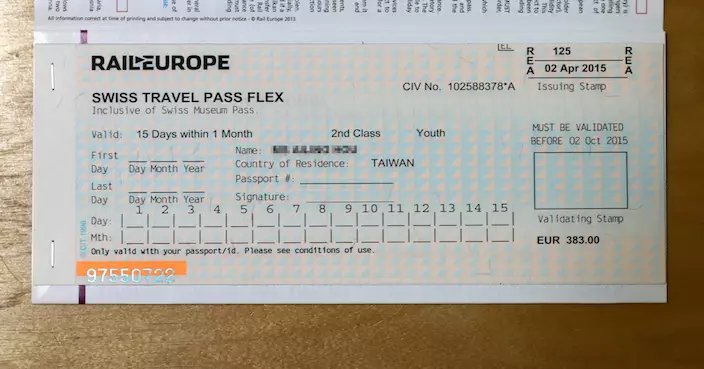 All information correct at time of printing and subject to change without prior notice - © Rail Europe 2013
RAILEUROPE
SWISS TRAVEL PASS FLEX
Inclusive of Swiss Museum Pass.
CIV No. 102588378*A
R E A
125
02 Apr 2015
R E A
Issuing Stamp
Valid: 15 Days within 1 Month 2nd Class Youth
First Day
Day Month Year
Name:
Country of Residence: TAIWAN
Passport #:
Last Day
Day Month Year
Signature:
MUST BE VALIDATED
BEFORE 02 Oct 2015
1 2 3 4 5 6 7 8 9 10 11 12 13 14 15
Day:
Mth:
Validating Stamp
EUR 383.00
Only valid with your passport/id. Please see conditions of use.